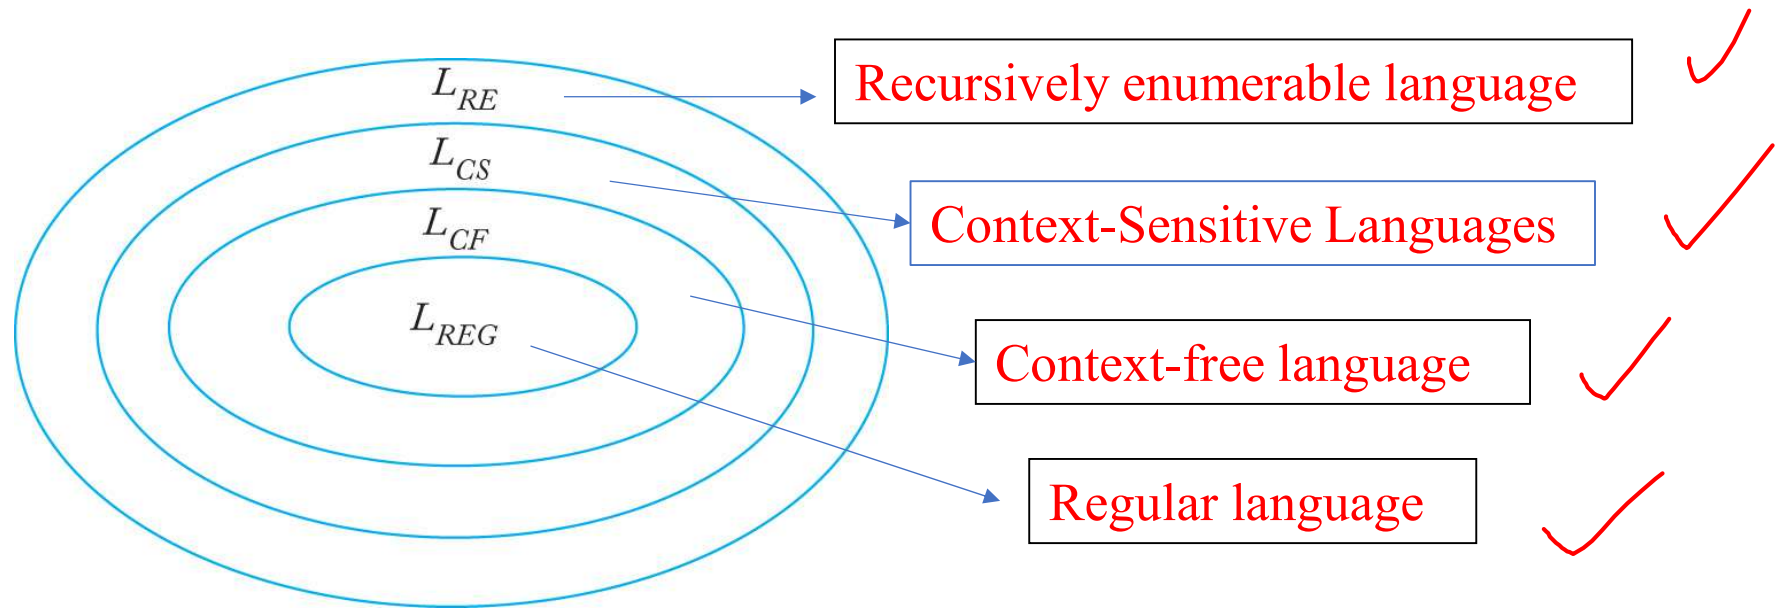 L_RE
Recursively enumerable language
L_CS
Context-Sensitive Languages
L_CF
Context-free language
L_REG
Regular language